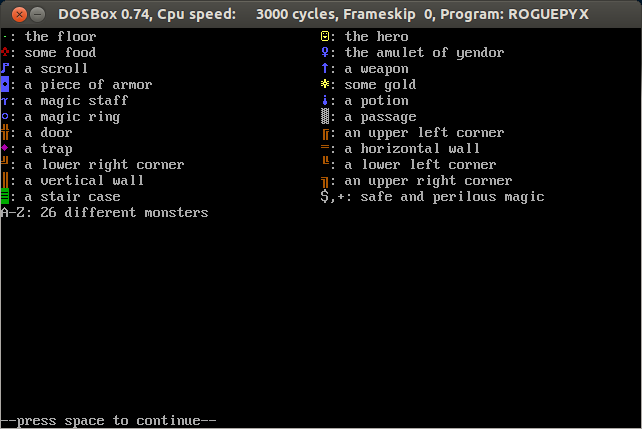 DOSBox 0.74, Cpu speed:     3000 cycles, Frameskip  0, Program: ROGUEPYX
·: the floor
☺: the hero
♣: some food
♀: the amulet of yendor
♪: a scroll
↑: a weapon
◘: a piece of armor
*: some gold
τ: a magic staff
¡: a potion
○: a magic ring
▒: a passage
╬: a door
╔: an upper left corner
♦: a trap
═: a horizontal wall
╝: a lower right corner
╚: a lower left corner
║: a vertical wall
╗: an upper right corner
≡: a stair case
$,+: safe and perilous magic
A-Z: 26 different monsters
--press space to continue--